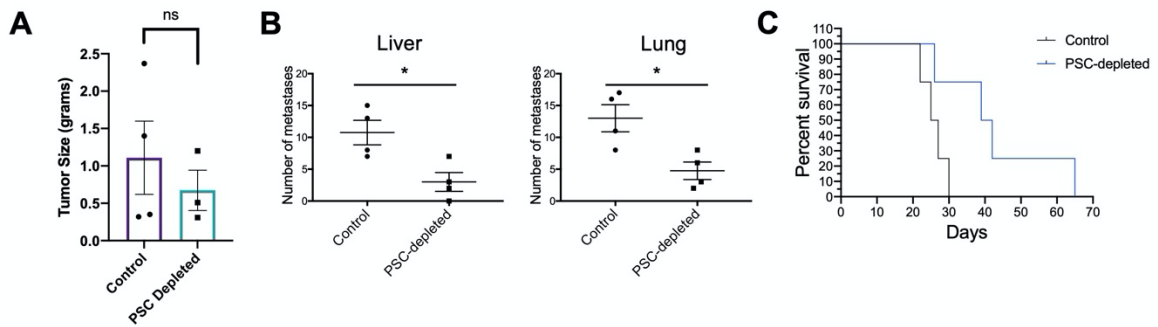 A
ns
Tumor Size (grams)
2.5
2.0
1.5
1.0
0.5
0.0
Control
PSC Depleted
B
Liver
*
Number of metastases
20
15
10
5
0
Control
PSC-depleted
Lung
*
Number of metastases
20
15
10
5
0
Control
PSC-depleted
C
Percent survival
110
100
90
80
70
60
50
40
30
20
10
0
0 10 20 30 40 50 60 70
Days
Control
PSC-depleted